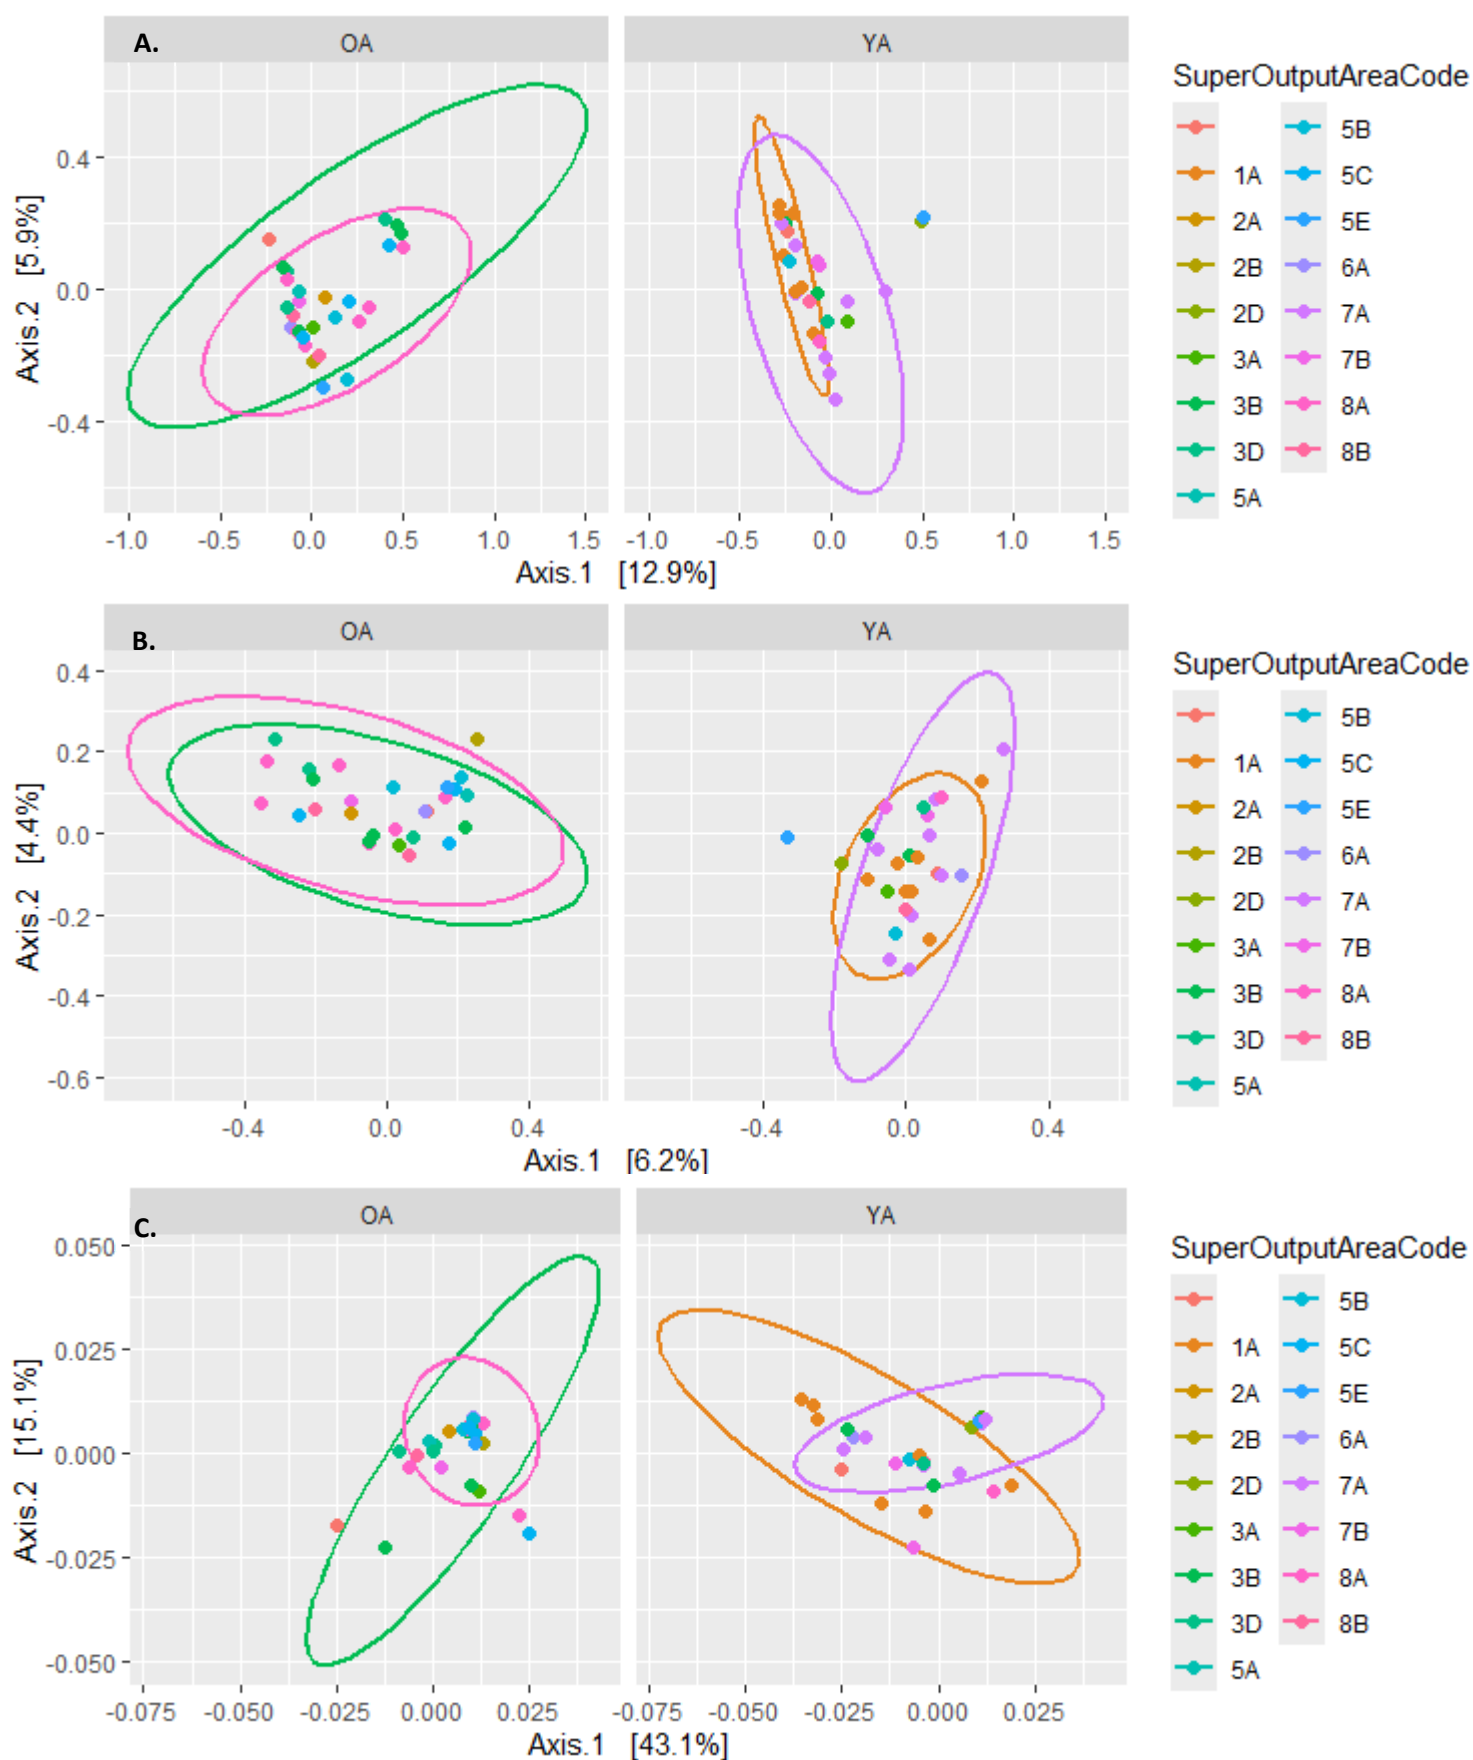 A.
OA
YA
0.4
0.0
-0.4
Axis.2 [5.9%]
-1.0 -0.5 0.0 0.5 1.0 1.5
-1.0 -0.5 0.0 0.5 1.0 1.5
Axis.1 [12.9%]
SuperOutputAreaCode
5B
1A 5C
2A 5E
2B 6A
2D 7A
3A 7B
3B 8A
3D 8B
5A
B.
OA
YA
0.4
0.2
0.0
-0.2
-0.4
-0.6
Axis.2 [4.4%]
-0.4 0.0 0.4
-0.4 0.0 0.4
Axis.1 [6.2%]
SuperOutputAreaCode
5B
1A 5C
2A 5E
2B 6A
2D 7A
3A 7B
3B 8A
3D 8B
5A
C.
OA
YA
0.050
0.025
0.000
-0.025
-0.050
Axis.2 [15.1%]
-0.075 -0.050 -0.025 0.000 0.025
-0.075 -0.050 -0.025 0.000 0.025
Axis.1 [43.1%]
SuperOutputAreaCode
5B
1A 5C
2A 5E
2B 6A
2D 7A
3A 7B
3B 8A
3D 8B
5A